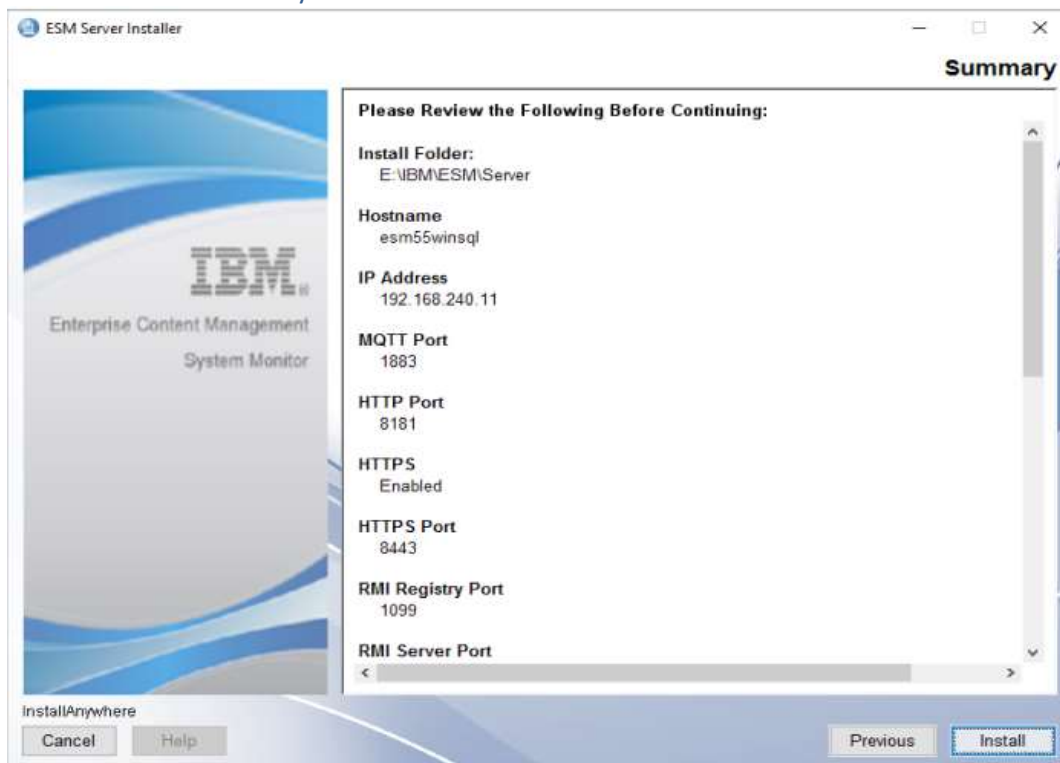 ESM Server Installer
Summary
IBM®
Enterprise Content Management
System Monitor
Please Review the Following Before Continuing:
Install Folder:
E:\IBM\ESM\Server
Hostname
esm55winsql
IP Address
192.168.240.11
MQTT Port
1883
HTTP Port
8181
HTTPS
Enabled
HTTPS Port
8443
RMI Registry Port
1099
RMI Server Port
InstallAnywhere
Cancel
Help
Previous
Install